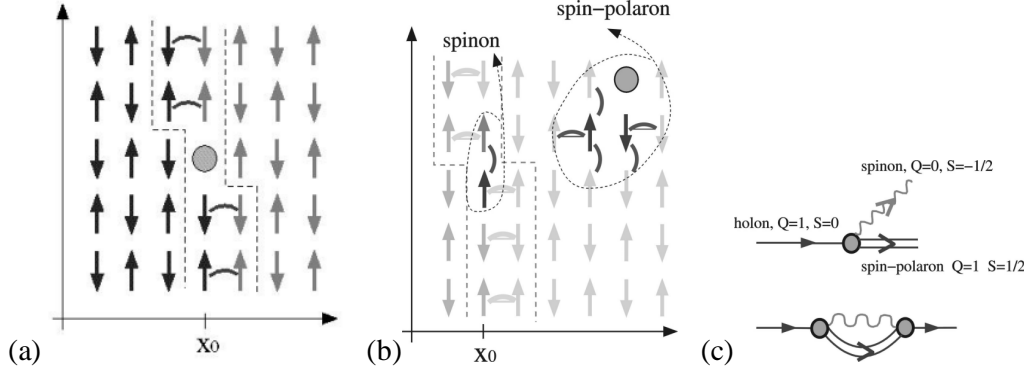 (a)
x0
spin−polaron
spinon
(b)
x0
spinon, Q=0, S=−1/2
holon, Q=1, S=0
spin−polaron Q=1 S=1/2
(c)